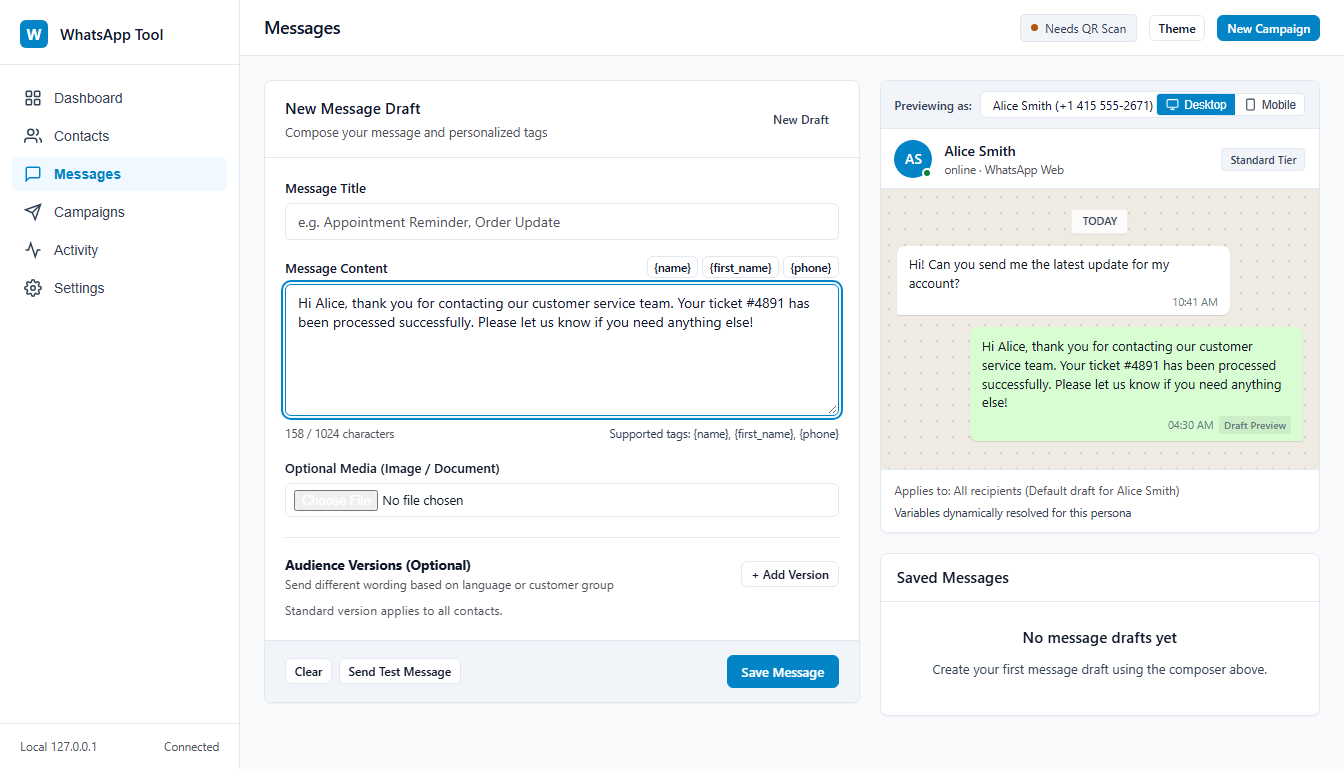 W WhatsApp Tool
Dashboard
Contacts
Messages
Campaigns
Activity
Settings
Local 127.0.0.1 Connected
Messages
Needs QR Scan Theme New Campaign
New Message Draft
Compose your message and personalized tags
New Draft
Message Title
e.g. Appointment Reminder, Order Update
Message Content {name} {first_name} {phone}
Hi Alice, thank you for contacting our customer service team. Your ticket #4891 has
been processed successfully. Please let us know if you need anything else!
158 / 1024 characters Supported tags: {name}, {first_name}, {phone}
Optional Media (Image / Document)
Choose File No file chosen
Audience Versions (Optional)
Send different wording based on language or customer group
+ Add Version
Standard version applies to all contacts.
Clear Send Test Message Save Message
Previewing as: Alice Smith (+1 415 555-2671) Desktop Mobile
AS Alice Smith
online · WhatsApp Web
Standard Tier
TODAY
Hi! Can you send me the latest update for my
account?
10:41 AM
Hi Alice, thank you for contacting our customer
service team. Your ticket #4891 has been processed
successfully. Please let us know if you need anything
else!
04:30 AM Draft Preview
Applies to: All recipients (Default draft for Alice Smith)
Variables dynamically resolved for this persona
Saved Messages
No message drafts yet
Create your first message draft using the composer above.